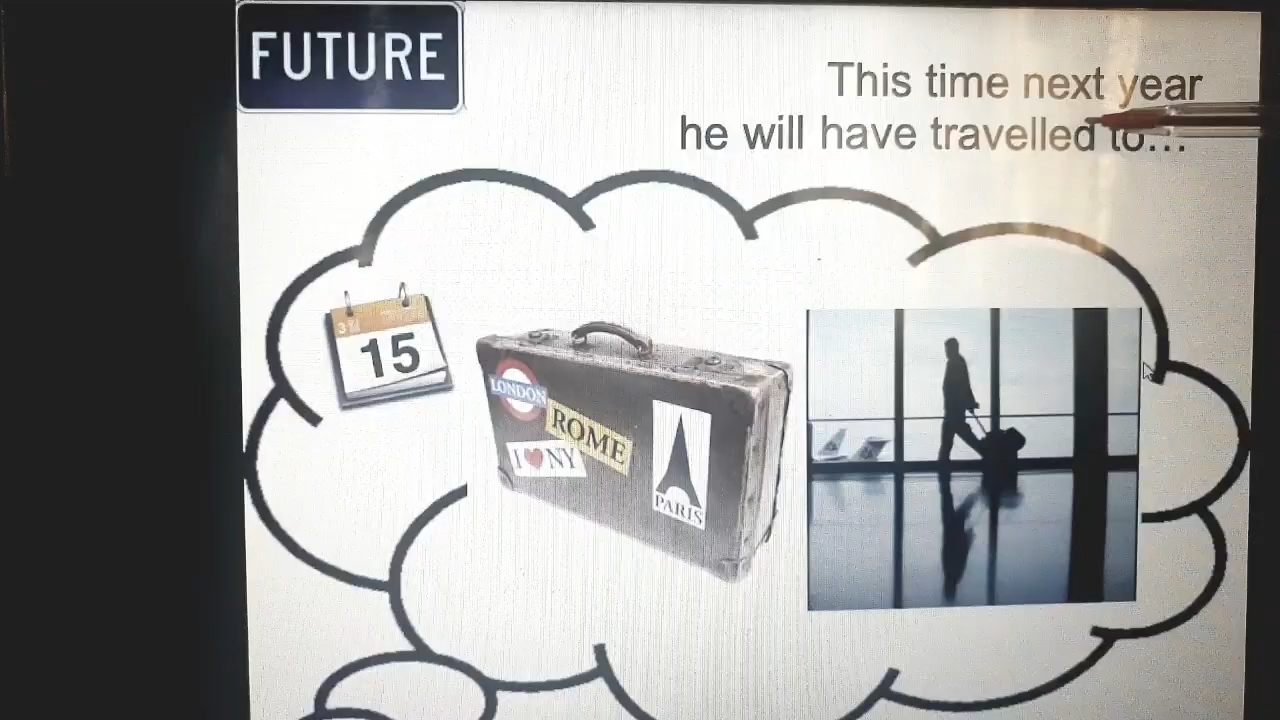 FUTURE
This time next year
he will have travelled to...
15
LONDON
ROME
I ❤ NY
PARIS